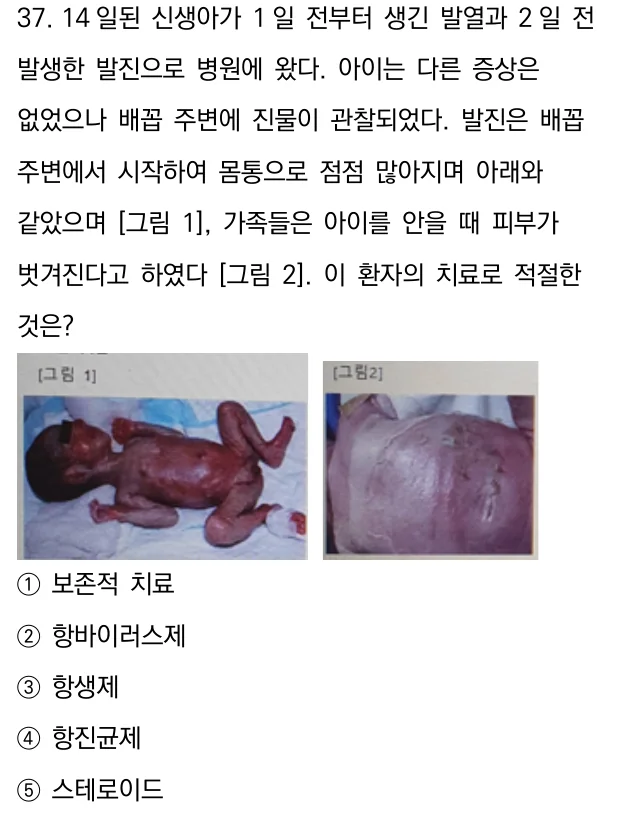 37. 14일된 신생아가 1일 전부터 생긴 발열과 2일 전
발생한 발진으로 병원에 왔다. 아이는 다른 증상은
없었으나 배꼽 주변에 진물이 관찰되었다. 발진은 배꼽
주변에서 시작하여 몸통으로 점점 많아지며 아래와
같았으며 [그림 1], 가족들은 아이를 안을 때 피부가
벗겨진다고 하였다 [그림 2]. 이 환자의 치료로 적절한
것은?
[그림 1]
[그림2]
① 보존적 치료
② 항바이러스제
③ 항생제
④ 항진균제
⑤ 스테로이드